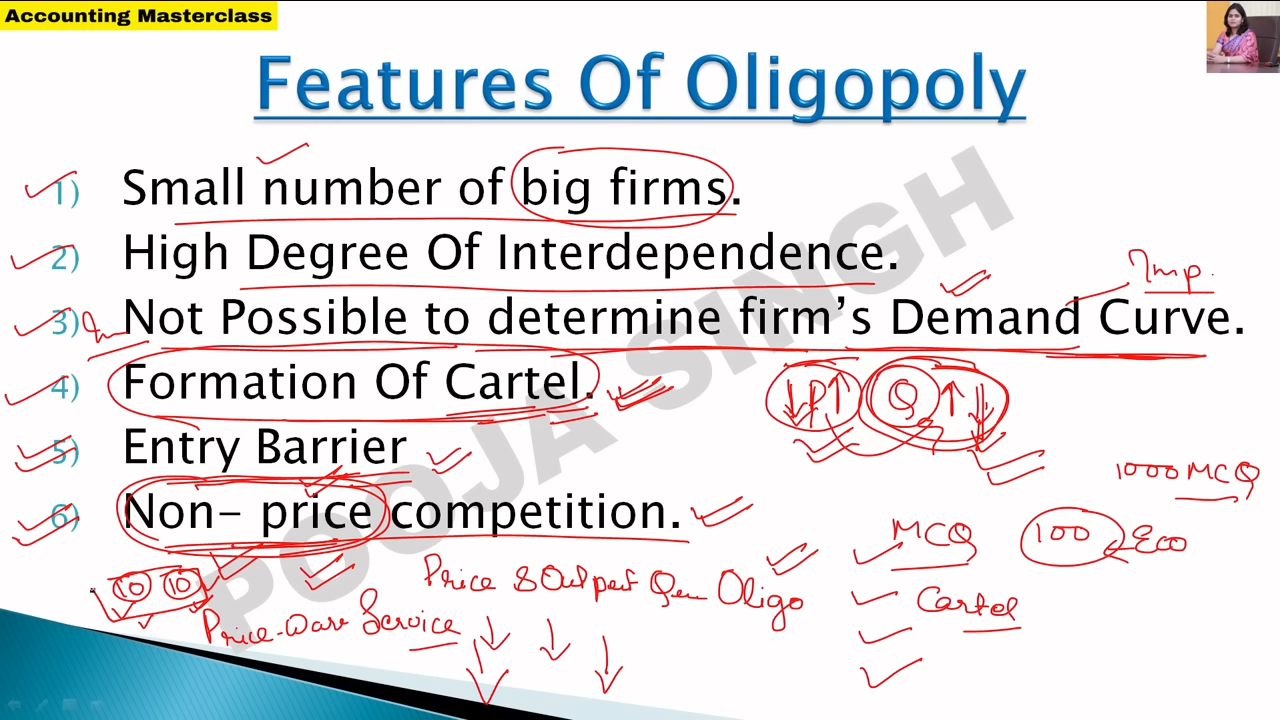 Accounting Masterclass
Features Of Oligopoly
1) Small number of big firms.
2) High Degree Of Interdependence.
Imp.
3) Not Possible to determine firm's Demand Curve.
4) Formation Of Cartel.
P Q
5) Entry Barrier
1000 MCQ
6) Non- price competition.
MCQ 100 Eco
10 10
Price & Output Oligo
Cartel
Price-war Service
POOJA SINGH